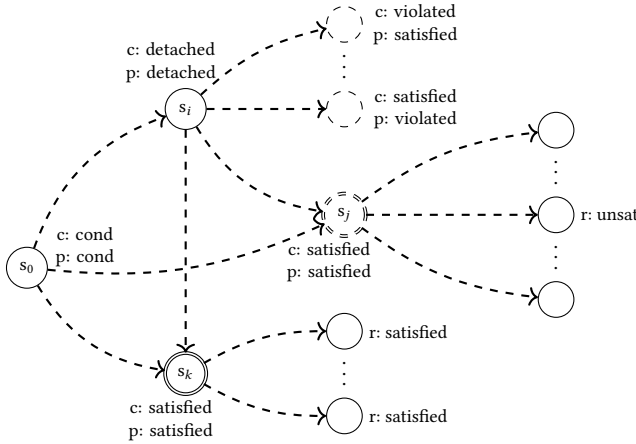 c: violated
p: satisfied
c: detached
p: detached
s_i
c: satisfied
p: violated
s_j
r: unsat
c: cond
p: cond
c: satisfied
p: satisfied
s_0
r: satisfied
s_k
c: satisfied
p: satisfied
r: satisfied